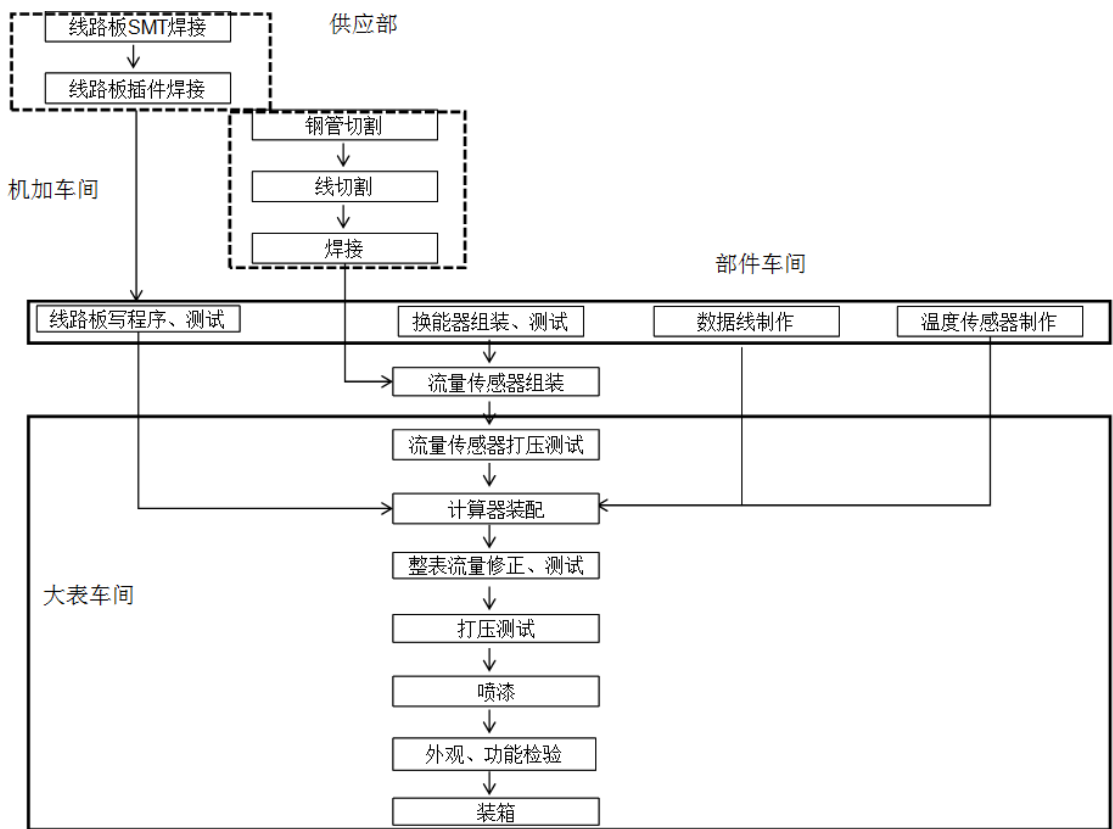 线路板SMT焊接
供应部
线路板插件焊接
钢管切割
机加车间
线切割
焊接
部件车间
线路板写程序、测试
换能器组装、测试
数据线制作
温度传感器制作
流量传感器组装
流量传感器打压测试
计算器装配
整表流量修正、测试
大表车间
打压测试
喷漆
外观、功能检验
装箱